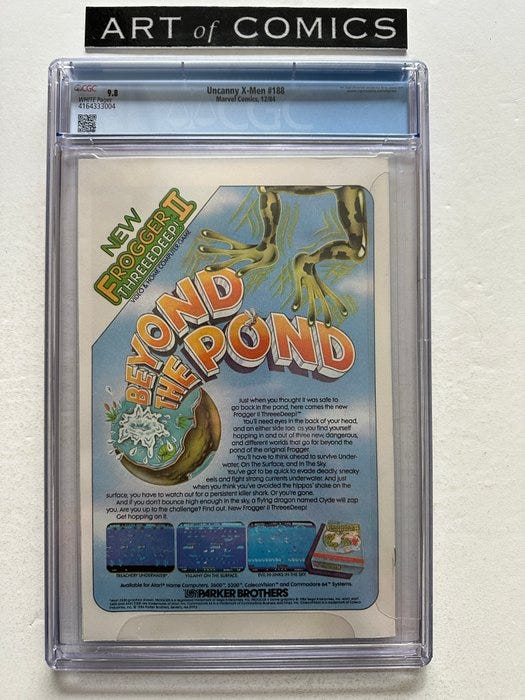 ART of COMICS
CGC 9.8 Uncanny X-Men #188
WHITE Pages Marvel Comics, 12/84
4164333004
NEW
FROGGER II
THREEEDEEP!
VIDEO & HOME COMPUTER GAME
BEYOND
THE POND
Just when you thought it was safe to
go back in the pond, here comes the new
Frogger II ThreeeDeep!™
You'll need eyes in the back of your head,
and on either side too, as you find yourself
hopping in and out of three new, dangerous,
and different worlds that go far beyond the
pond of the original Frogger.
You'll have to think ahead to survive Under-
water, On The Surface, and In the Sky.
You've got to be quick to evade deadly, sneaky
eels and fight strong currents underwater. And just
when you think you've avoided the hippos' shake on the
surface, you have to watch out for a persistent killer shark. Or you're gone.
And if you don't bounce high enough in the sky, a flying dragon named Clyde will zap
you. Are you up to the challenge? Find out. New Frogger II ThreeeDeep!
Get hopping on it.
TREACHERY UNDERWATER VILLAINY ON THE SURFACE. EVIL HI-JINKS IN THE SKY.
Available for Atari® Home Computers, 2600™, 5200™, ColecoVision™ and Commodore 64™ Systems.
PARKER BROTHERS